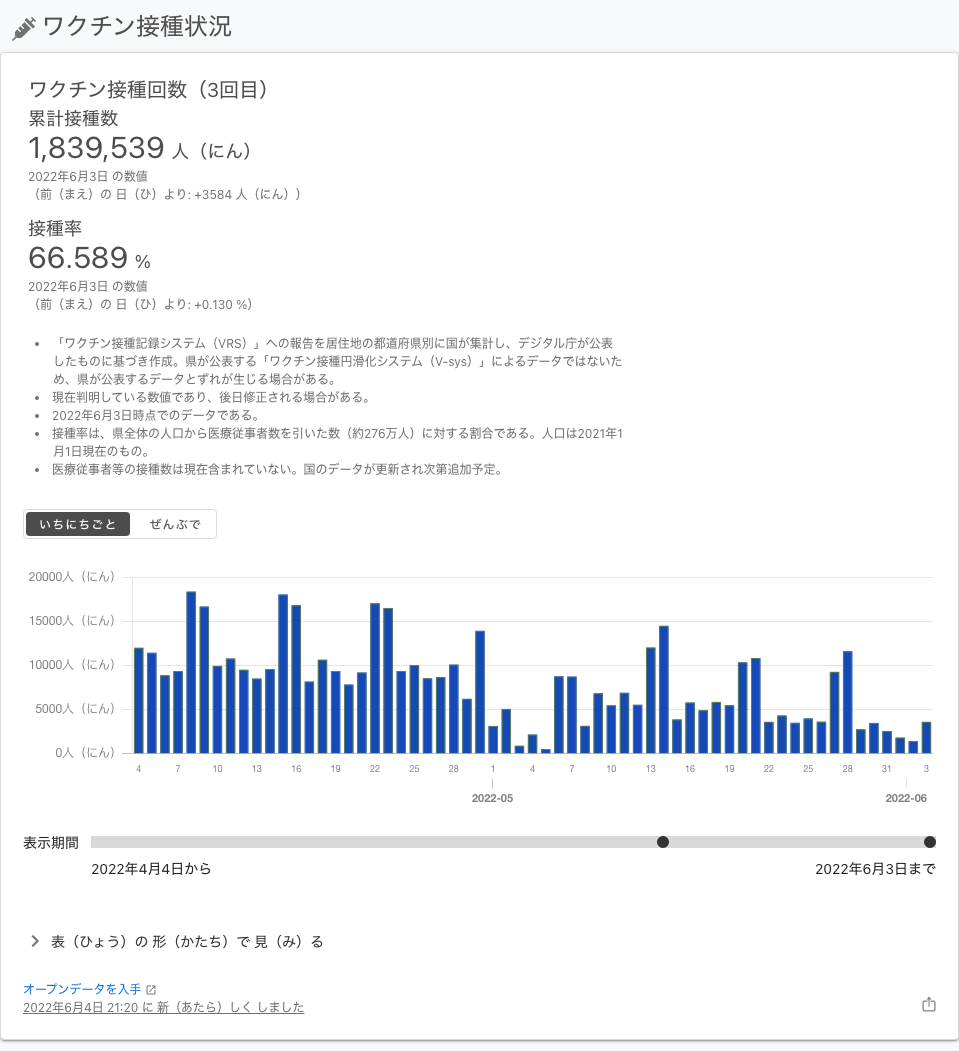 ワクチン接種状況
ワクチン接種回数（3回目）
累計接種数
1,839,539 人（にん）
2022年6月3日 の数値
（前（まえ）の 日（ひ）より: +3584 人（にん））
接種率
66.589 %
2022年6月3日 の数値
（前（まえ）の 日（ひ）より: +0.130 %）
• 「ワクチン接種記録システム（VRS）」への報告を居住地の都道府県別に国が集計し、デジタル庁が公表
したものに基づき作成。県が公表する「ワクチン接種円滑化システム（V-sys）」によるデータではないた
め、県が公表するデータとずれが生じる場合がある。
• 現在判明している数値であり、後日修正される場合がある。
• 2022年6月3日時点でのデータである。
• 接種率は、県全体の人口から医療従事者数を引いた数（約276万人）に対する割合である。人口は2021年1
月1日現在のもの。
• 医療従事者等の接種数は現在含まれていない。国のデータが更新され次第追加予定。
いちにちごと ぜんぶで
20000人（にん）
15000人（にん）
10000人（にん）
5000人（にん）
0人（にん）
4 7 10 13 16 19 22 25 28 1 4 7 10 13 16 19 22 25 28 31 3
2022-05 2022-06
表示期間
2022年4月4日から 2022年6月3日まで
表（ひょう）の 形（かたち）で 見（み）る
オープンデータを入手
2022年6月4日 21:20 に 新（あたら）しく しました